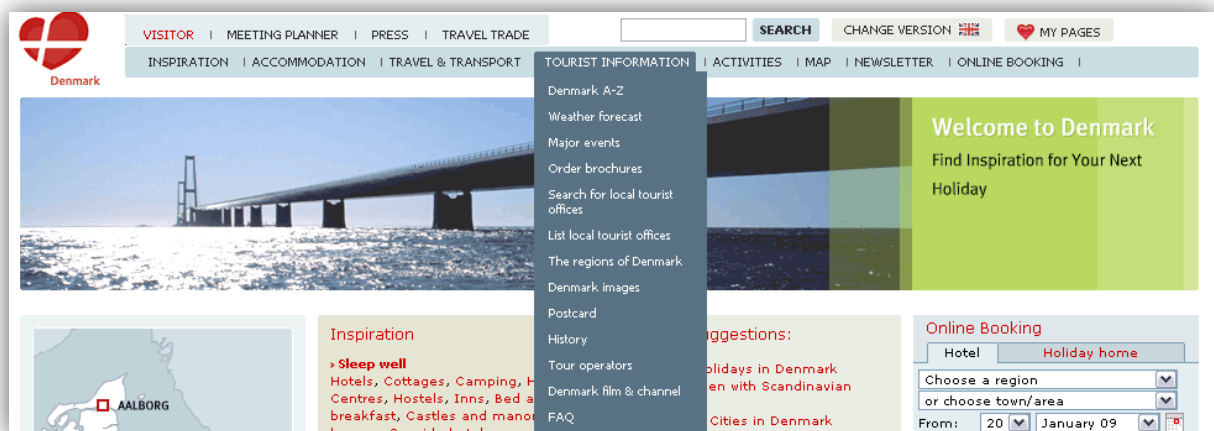 VISITOR | MEETING PLANNER | PRESS | TRAVEL TRADE
SEARCH
CHANGE VERSION
MY PAGES
Denmark
INSPIRATION | ACCOMMODATION | TRAVEL & TRANSPORT
TOURIST INFORMATION | ACTIVITIES | MAP | NEWSLETTER | ONLINE BOOKING |
Denmark A-Z
Weather forecast
Major events
Order brochures
Search for local tourist
offices
List local tourist offices
The regions of Denmark
Denmark images
Postcard
History
Tour operators
Denmark film & channel
FAQ
Welcome to Denmark
Find Inspiration for Your Next
Holiday
AALBORG
Inspiration
› Sleep well
Hotels, Cottages, Camping, H
Centres, Hostels, Inns, Bed a
breakfast, Castles and mano
ggestions:
olidays in Denmark
en with Scandinavian
Cities in Denmark
Online Booking
Hotel
Holiday home
Choose a region
or choose town/area
From: 20 January 09